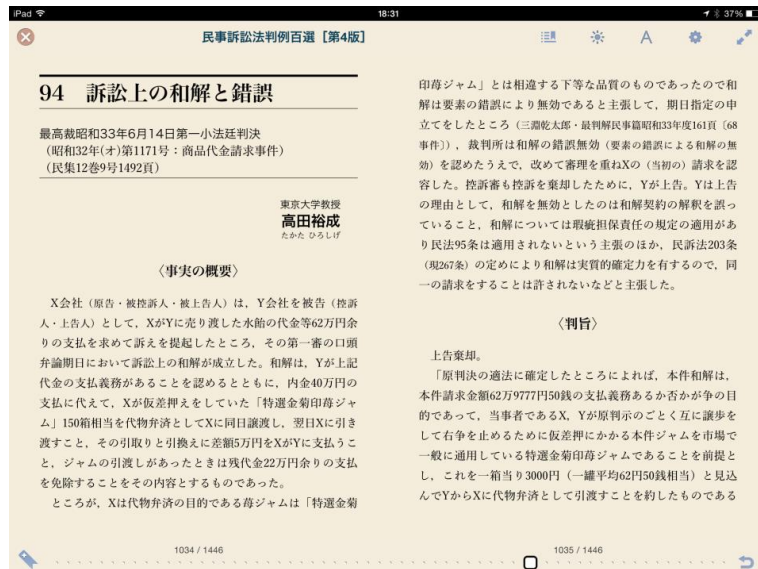 iPad
18:31
37%
民事訴訟法判例百選［第4版］
A
94　訴訟上の和解と錯誤
最高裁昭和33年6月14日第一小法廷判決
（昭和32年(オ)第1171号：商品代金請求事件）
（民集12巻9号1492頁）
東京大学教授
高田裕成
たかた ひろしげ
〈事実の概要〉
X会社（原告・被控訴人・被上告人）は，Y会社を被告（控訴
人・上告人）として，XがYに売り渡した水飴の代金等62万円余
りの支払を求めて訴えを提起したところ，その第一審の口頭
弁論期日において訴訟上の和解が成立した。和解は，Yが上記
代金の支払義務があることを認めるとともに，内金40万円の
支払に代えて，Xが仮差押えをしていた「特選金菊印苺ジャ
ム」150箱相当を代物弁済としてXに同日譲渡し，翌日Xに引き
渡すこと，その引取りと引換えに差額5万円をXがYに支払うこ
と，ジャムの引渡しがあったときは残代金22万円余りの支払
を免除することをその内容とするものであった。
ところが，Xは代物弁済の目的である苺ジャムは「特選金菊
1034 / 1446
印苺ジャム」とは相違する下等な品質のものであったので和
解は要素の錯誤により無効であると主張して，期日指定の申
立てをしたところ（三淵乾太郎・最判解民事篇昭和33年度161頁〔68
事件〕），裁判所は和解の錯誤無効（要素の錯誤による和解の無
効）を認めたうえで，改めて審理を重ねXの（当初の）請求を認
容した。控訴審も控訴を棄却したために，Yが上告。Yは上告
の理由として，和解を無効としたのは和解契約の解釈を誤っ
ていること，和解については瑕疵担保責任の規定の適用があ
り民法95条は適用されないという主張のほか，民訴法203条
（現267条）の定めにより和解は実質的確定力を有するので，同
一の請求をすることは許されないなどと主張した。
〈判旨〉
上告棄却。
「原判決の適法に確定したところによれば，本件和解は，
本件請求金額62万9777円50銭の支払義務あるか否かが争の目
的であって，当事者であるX，Yが原判示のごとく互に譲歩を
して右争を止めるために仮差押にかかる本件ジャムを市場で
一般に通用している特選金菊印苺ジャムであることを前提と
し，これを一箱当り3000円（一罐平均62円50銭相当）と見込
んでYからXに代物弁済として引渡すことを約したものである
1035 / 1446